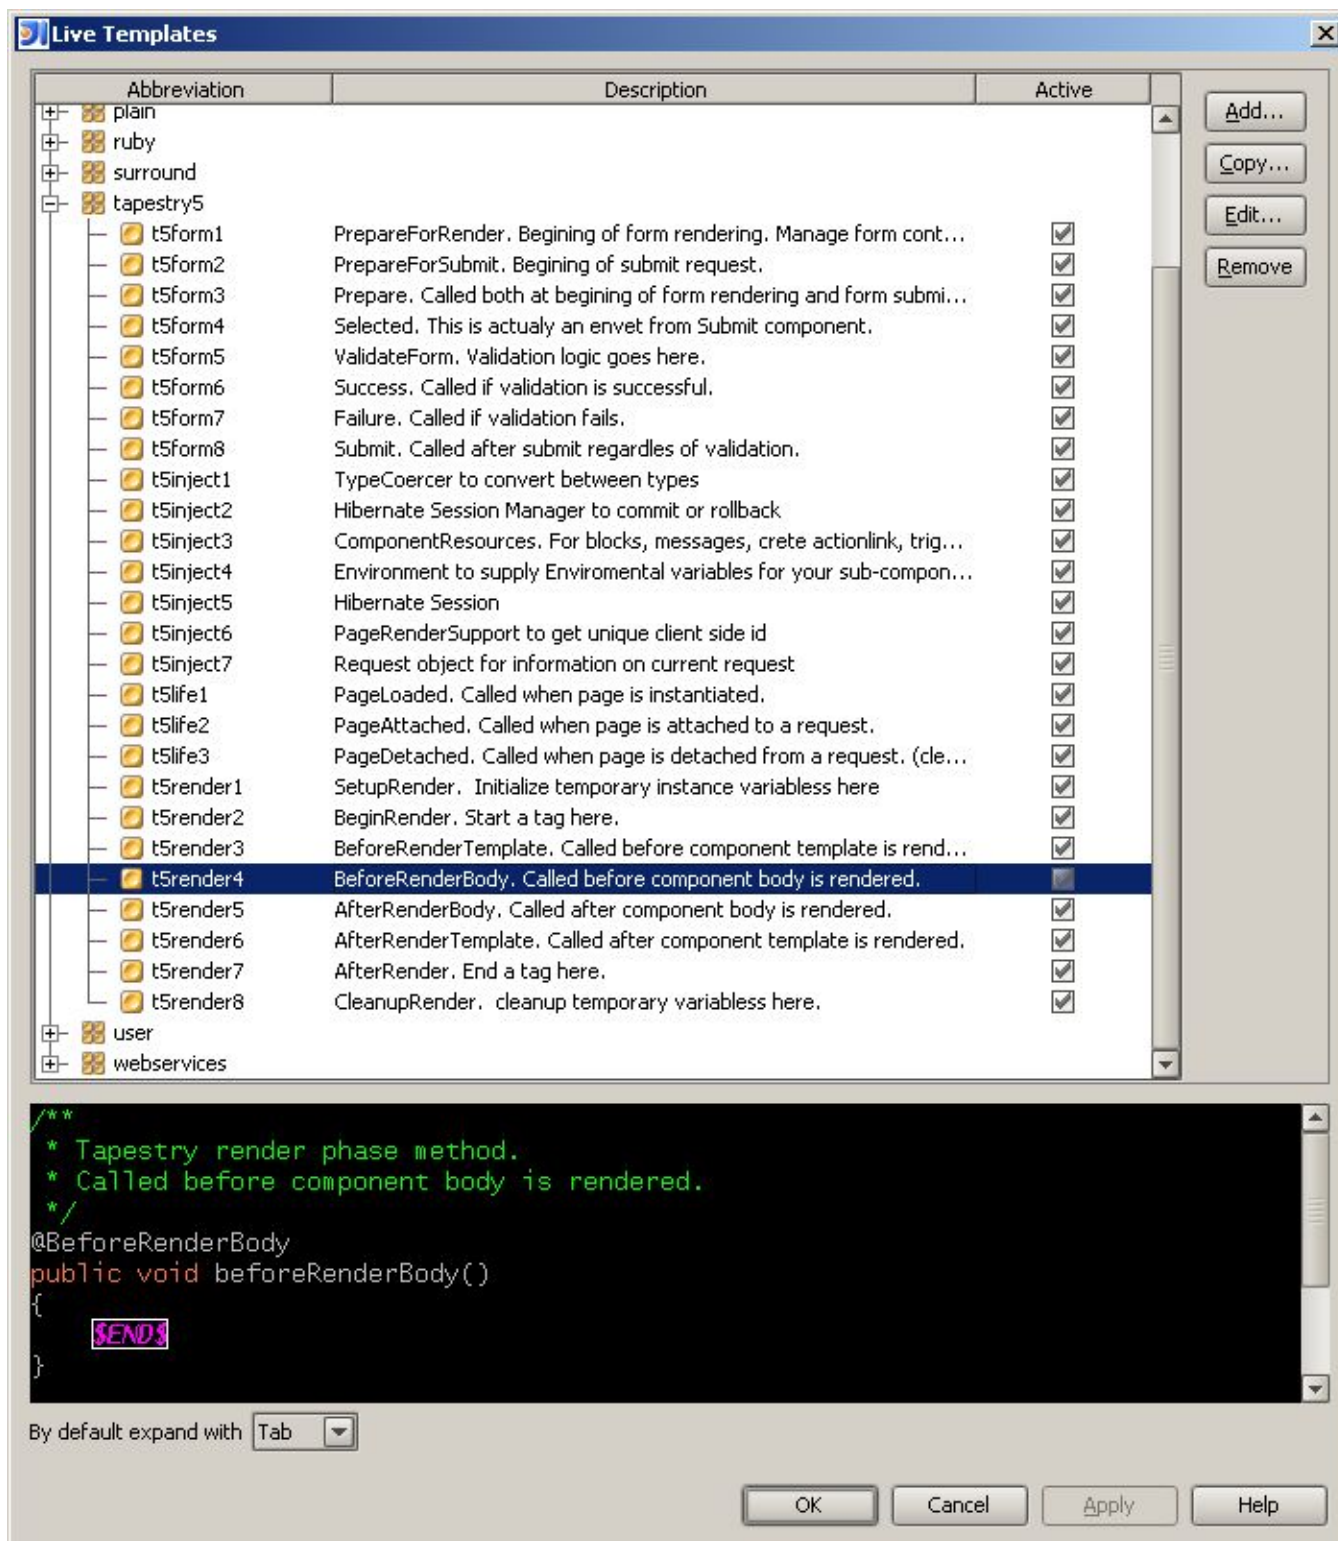 Live Templates
Abbreviation Description Active
plain
ruby
surround
tapestry5
t5form1 PrepareForRender. Begining of form rendering. Manage form cont...
t5form2 PrepareForSubmit. Begining of submit request.
t5form3 Prepare. Called both at begining of form rendering and form submi...
t5form4 Selected. This is actualy an envet from Submit component.
t5form5 ValidateForm. Validation logic goes here.
t5form6 Success. Called if validation is successful.
t5form7 Failure. Called if validation fails.
t5form8 Submit. Called after submit regardles of validation.
t5inject1 TypeCoercer to convert between types
t5inject2 Hibernate Session Manager to commit or rollback
t5inject3 ComponentResources. For blocks, messages, crete actionlink, trig...
t5inject4 Environment to supply Enviromental variables for your sub-compon...
t5inject5 Hibernate Session
t5inject6 PageRenderSupport to get unique client side id
t5inject7 Request object for information on current request
t5life1 PageLoaded. Called when page is instantiated.
t5life2 PageAttached. Called when page is attached to a request.
t5life3 PageDetached. Called when page is detached from a request. (cle...
t5render1 SetupRender.  Initialize temporary instance variabless here
t5render2 BeginRender. Start a tag here.
t5render3 BeforeRenderTemplate. Called before component template is rend...
t5render4 BeforeRenderBody. Called before component body is rendered.
t5render5 AfterRenderBody. Called after component body is rendered.
t5render6 AfterRenderTemplate. Called after component template is rendered.
t5render7 AfterRender. End a tag here.
t5render8 CleanupRender.  cleanup temporary variabless here.
user
webservices
Add...
Copy...
Edit...
Remove
/**
 * Tapestry render phase method.
 * Called before component body is rendered.
 */
@BeforeRenderBody
public void beforeRenderBody()
{
    $END$
}
By default expand with Tab
OK Cancel Apply Help